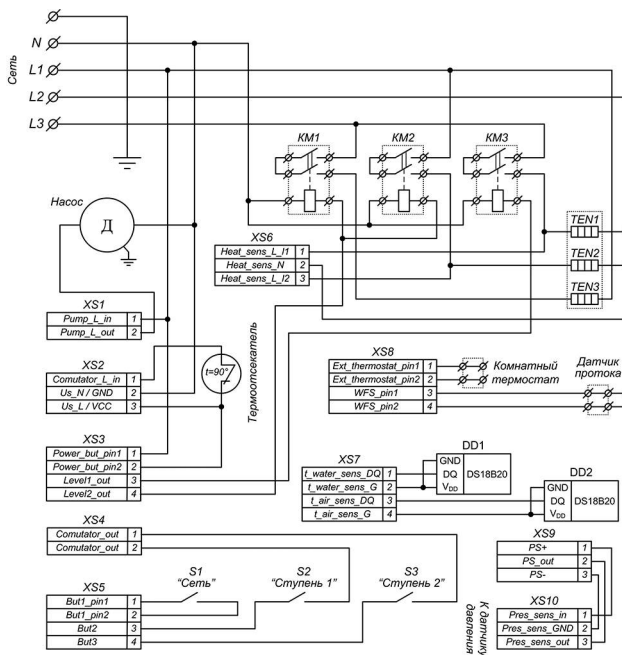 Сеть
N
L1
L2
L3
KM1
KM2
KM3
Насос
Д
TEN1
TEN2
TEN3
XS6
Heat_sens_L_I1 1
Heat_sens_N 2
Heat_sens_L_I2 3
XS1
Pump_L_in 1
Pump_L_out 2
t=90°
Термоотсекатель
XS2
Comutator_L_in 1
Us_N / GND 2
Us_L / VCC 3
XS8
Ext_thermostat_pin1 1
Ext_thermostat_pin2 2
WFS_pin1 3
WFS_pin2 4
Комнатный
термостат
Датчик
протока
XS3
Power_but_pin1 1
Power_but_pin2 2
Level1_out 3
Level2_out 4
XS7
t_water_sens_DQ 1
t_water_sens_G 2
t_air_sens_DQ 3
t_air_sens_G 4
DD1
GND
DQ DS18B20
VDD
DD2
GND
DQ DS18B20
VDD
XS4
Comutator_out 1
Comutator_out 2
XS9
PS+ 1
PS_out 2
PS- 3
XS5
But1_pin1 1
But1_pin2 2
But2 3
But3 4
S1
"Сеть"
S2
"Ступень 1"
S3
"Ступень 2"
К датчику
давления
XS10
Pres_sens_in 1
Pres_sens_GND 2
Pres_sens_out 3